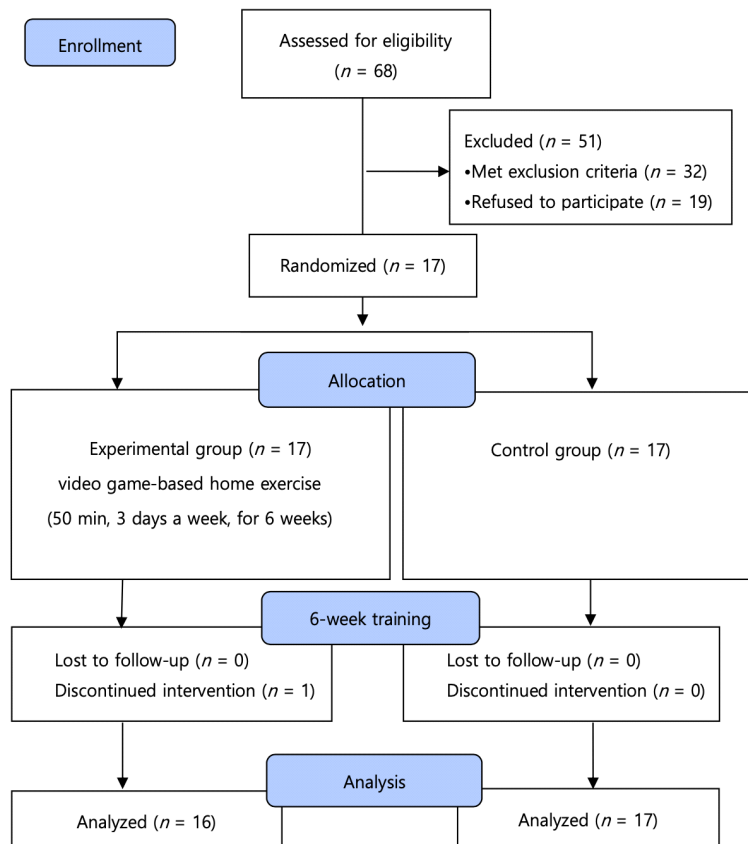 Enrollment
Assessed for eligibility
(n = 68)
Excluded (n = 51)
•Met exclusion criteria (n = 32)
•Refused to participate (n = 19)
Randomized (n = 17)
Allocation
Experimental group (n = 17)
video game-based home exercise
(50 min, 3 days a week, for 6 weeks)
Control group (n = 17)
6-week training
Lost to follow-up (n = 0)
Discontinued intervention (n = 1)
Lost to follow-up (n = 0)
Discontinued intervention (n = 0)
Analysis
Analyzed (n = 16)
Analyzed (n = 17)